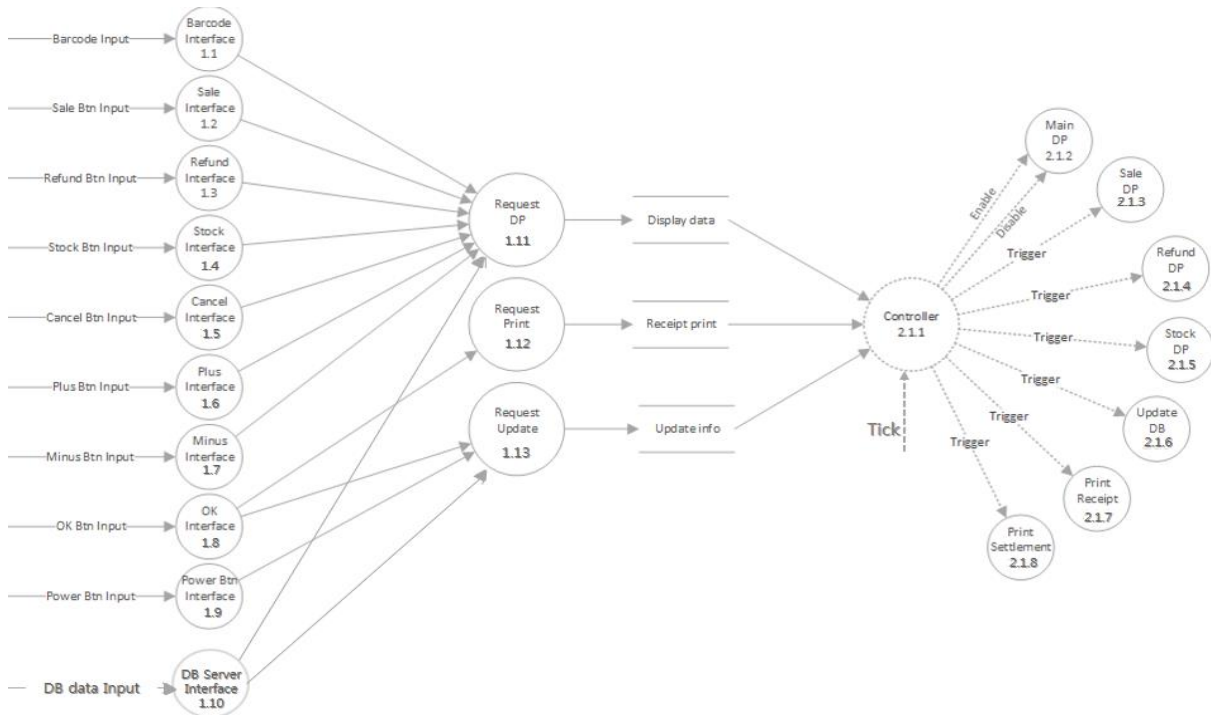 Barcode Input
Barcode
Interface
1.1
Sale Btn Input
Sale
Interface
1.2
Refund Btn Input
Refund
Interface
1.3
Stock Btn Input
Stock
Interface
1.4
Cancel Btn Input
Cancel
Interface
1.5
Plus Btn Input
Plus
Interface
1.6
Minus Btn Input
Minus
Interface
1.7
OK Btn Input
OK
Interface
1.8
Power Btn Input
Power Btn
Interface
1.9
DB data Input
DB Server
Interface
1.10
Request
DP
1.11
Request
Print
1.12
Request
Update
1.13
Display data
Receipt print
Update info
Controller
2.1.1
Tick
Enable
Disable
Trigger
Trigger
Trigger
Trigger
Trigger
Trigger
Main
DP
2.1.2
Sale
DP
2.1.3
Refund
DP
2.1.4
Stock
DP
2.1.5
Update
DB
2.1.6
Print
Receipt
2.1.7
Print
Settlement
2.1.8